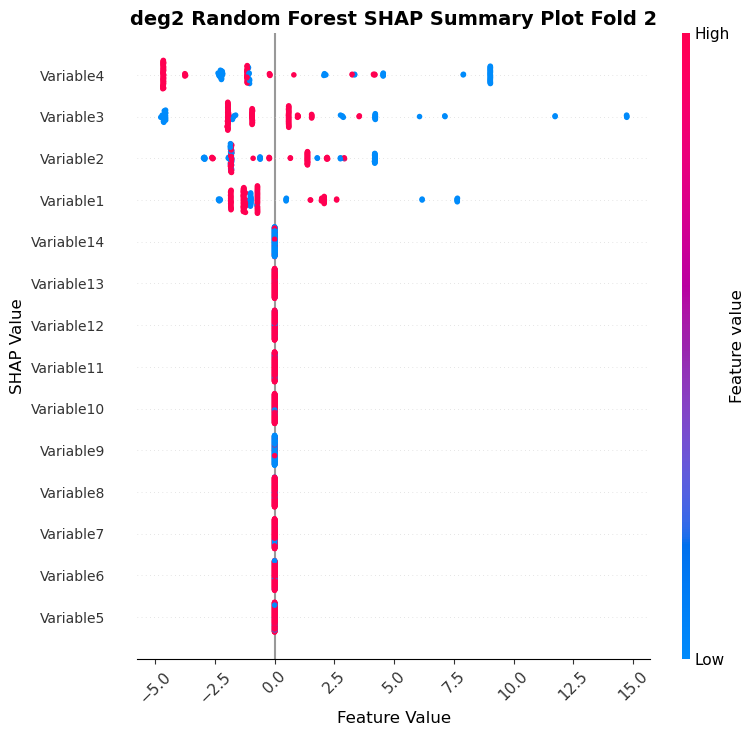 deg2 Random Forest SHAP Summary Plot Fold 2
High
Variable4
Variable3
Variable2
Variable1
Variable14
Variable13
Variable12
Variable11
Variable10
Variable9
Variable8
Variable7
Variable6
Variable5
SHAP Value
Feature value
Low
−5.0 −2.5 0.0 2.5 5.0 7.5 10.0 12.5 15.0
Feature Value